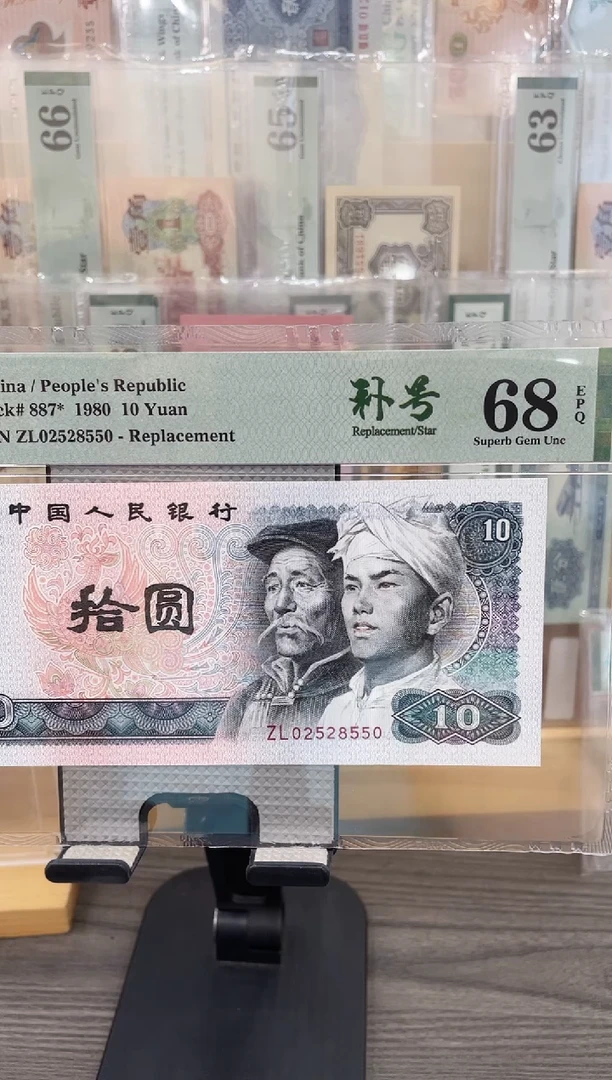 66
65
63
ina / People's Republic
ck# 887* 1980 10 Yuan
N ZL02528550 - Replacement
补号
Replacement/Star
68
EPQ
Superb Gem Unc
中国人民银行
10
拾圆
ZL02528550
10